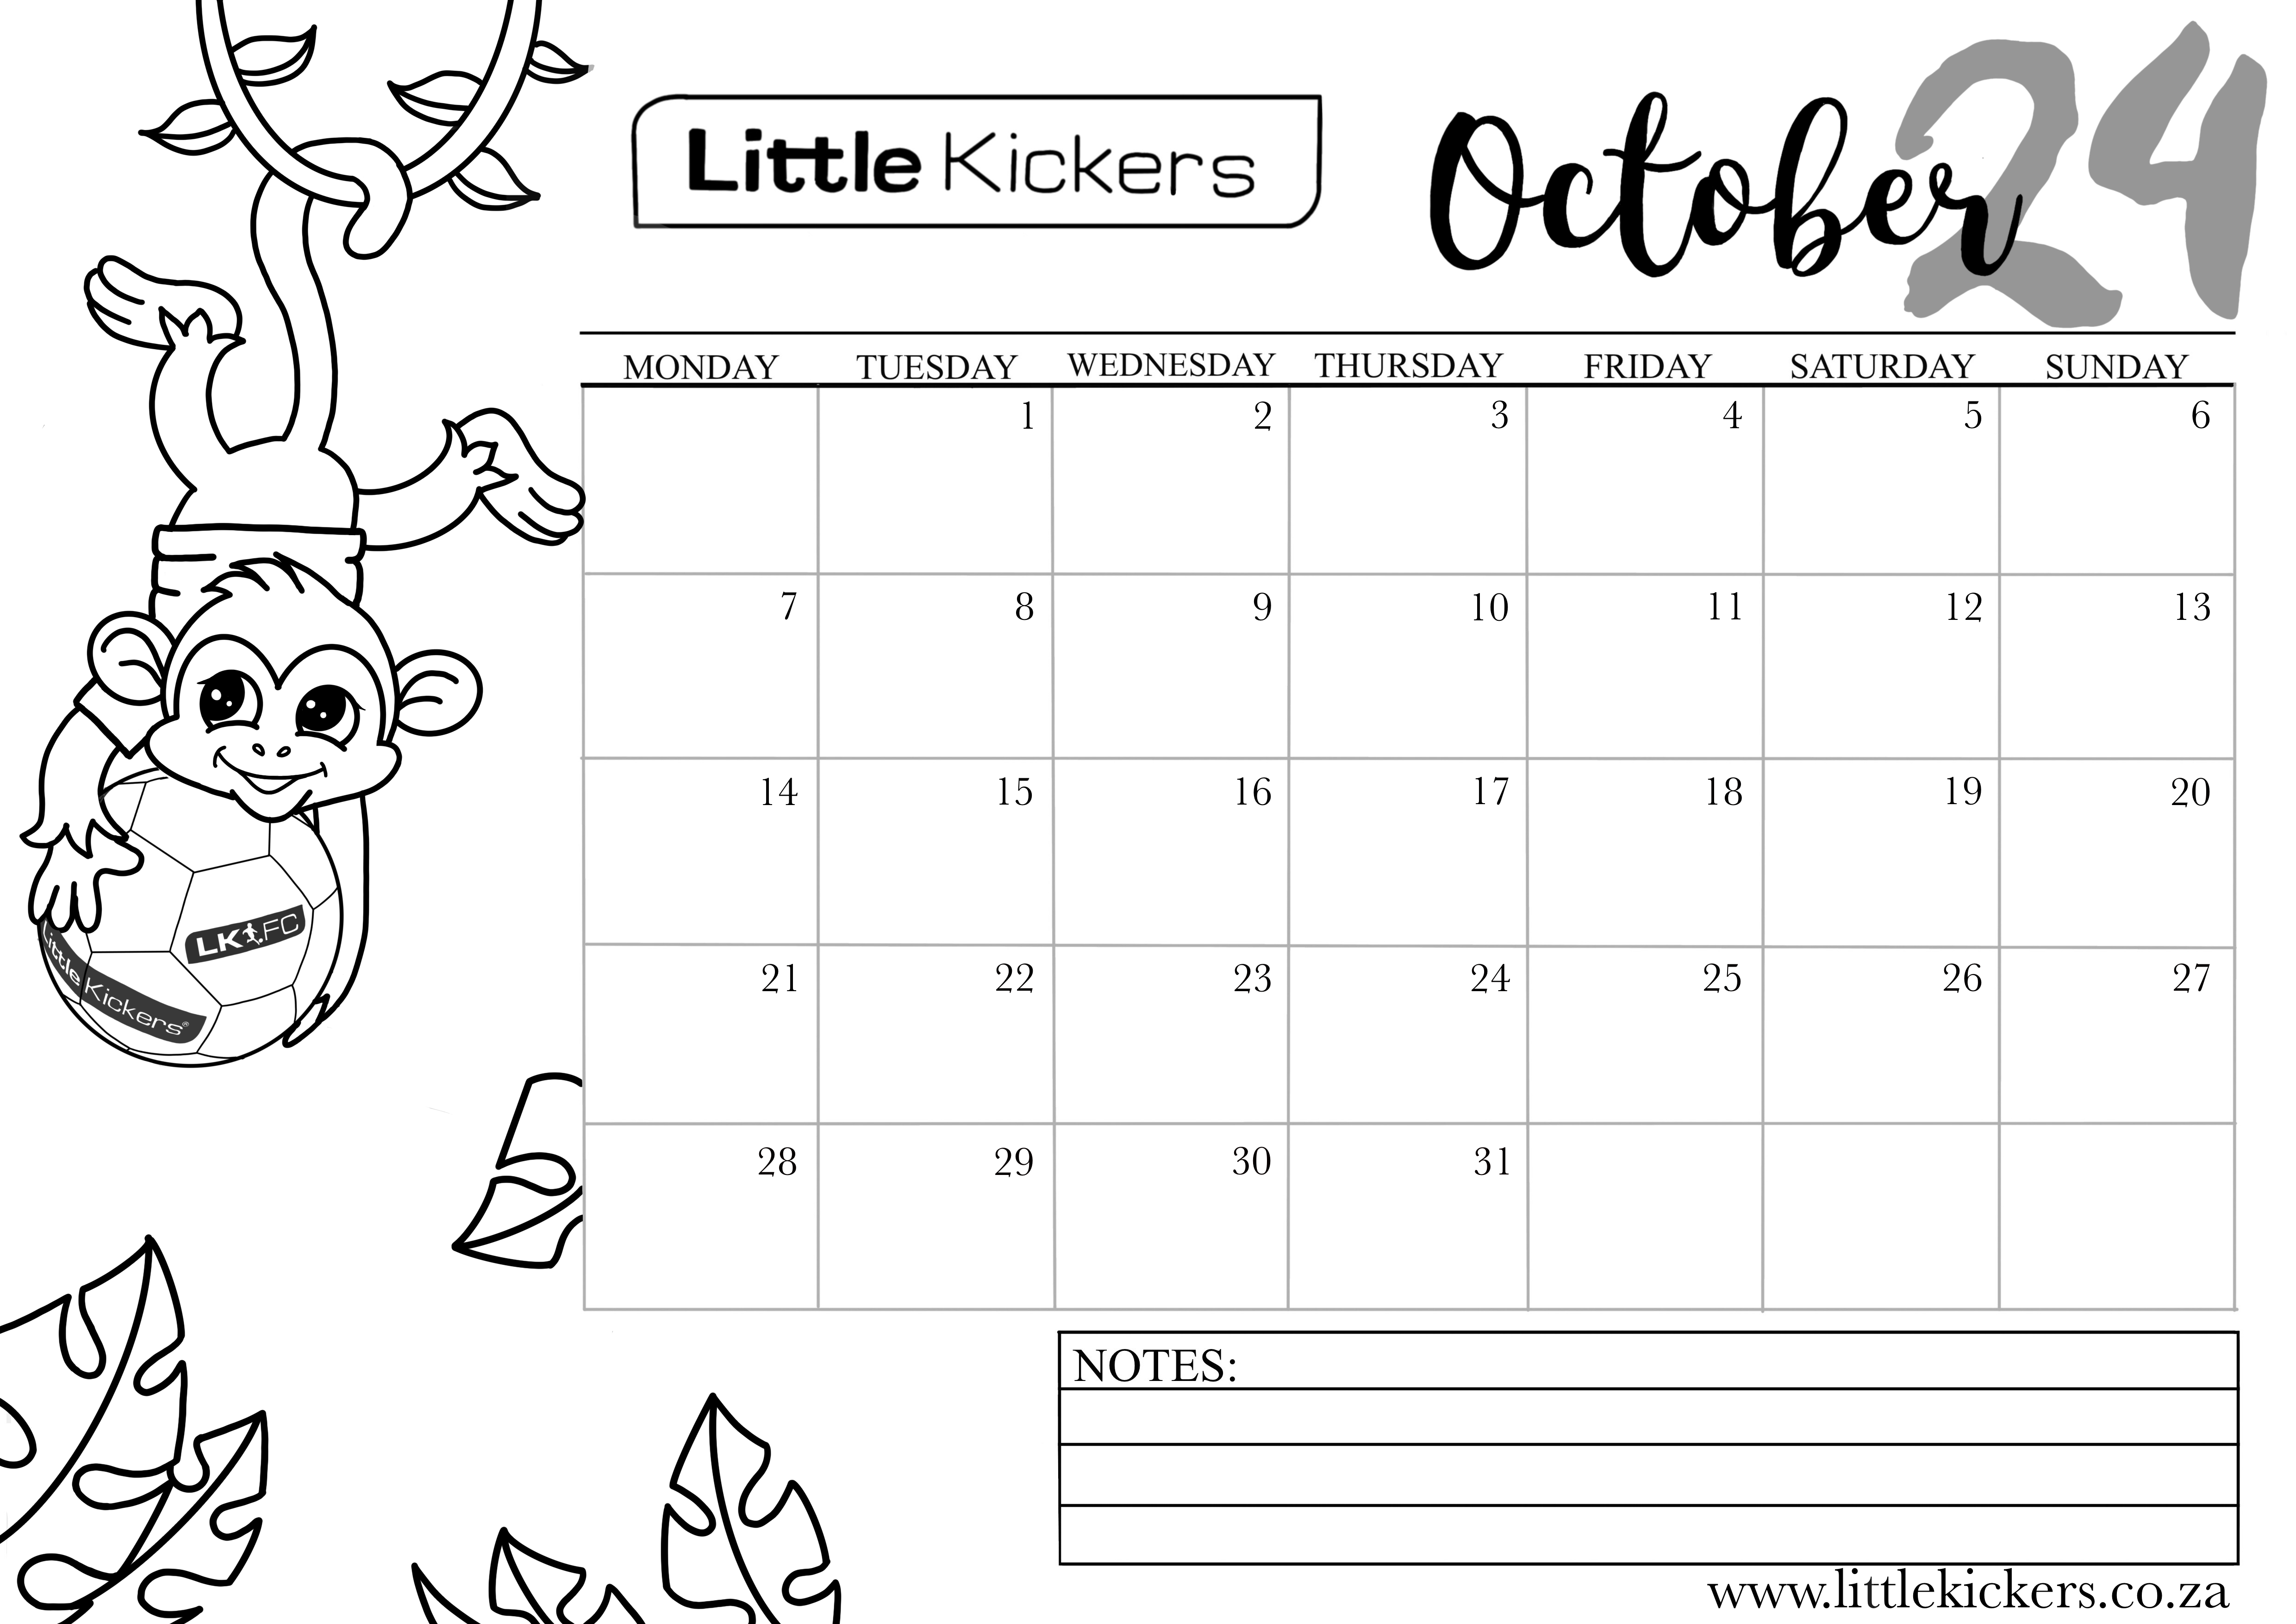 Little Kickers
October 24
MONDAY TUESDAY WEDNESDAY THURSDAY FRIDAY SATURDAY SUNDAY
1 2 3 4 5 6
7 8 9 10 11 12 13
14 15 16 17 18 19 20
LK FC
Little Kickers®
21 22 23 24 25 26 27
28 29 30 31
NOTES:
www.littlekickers.co.za